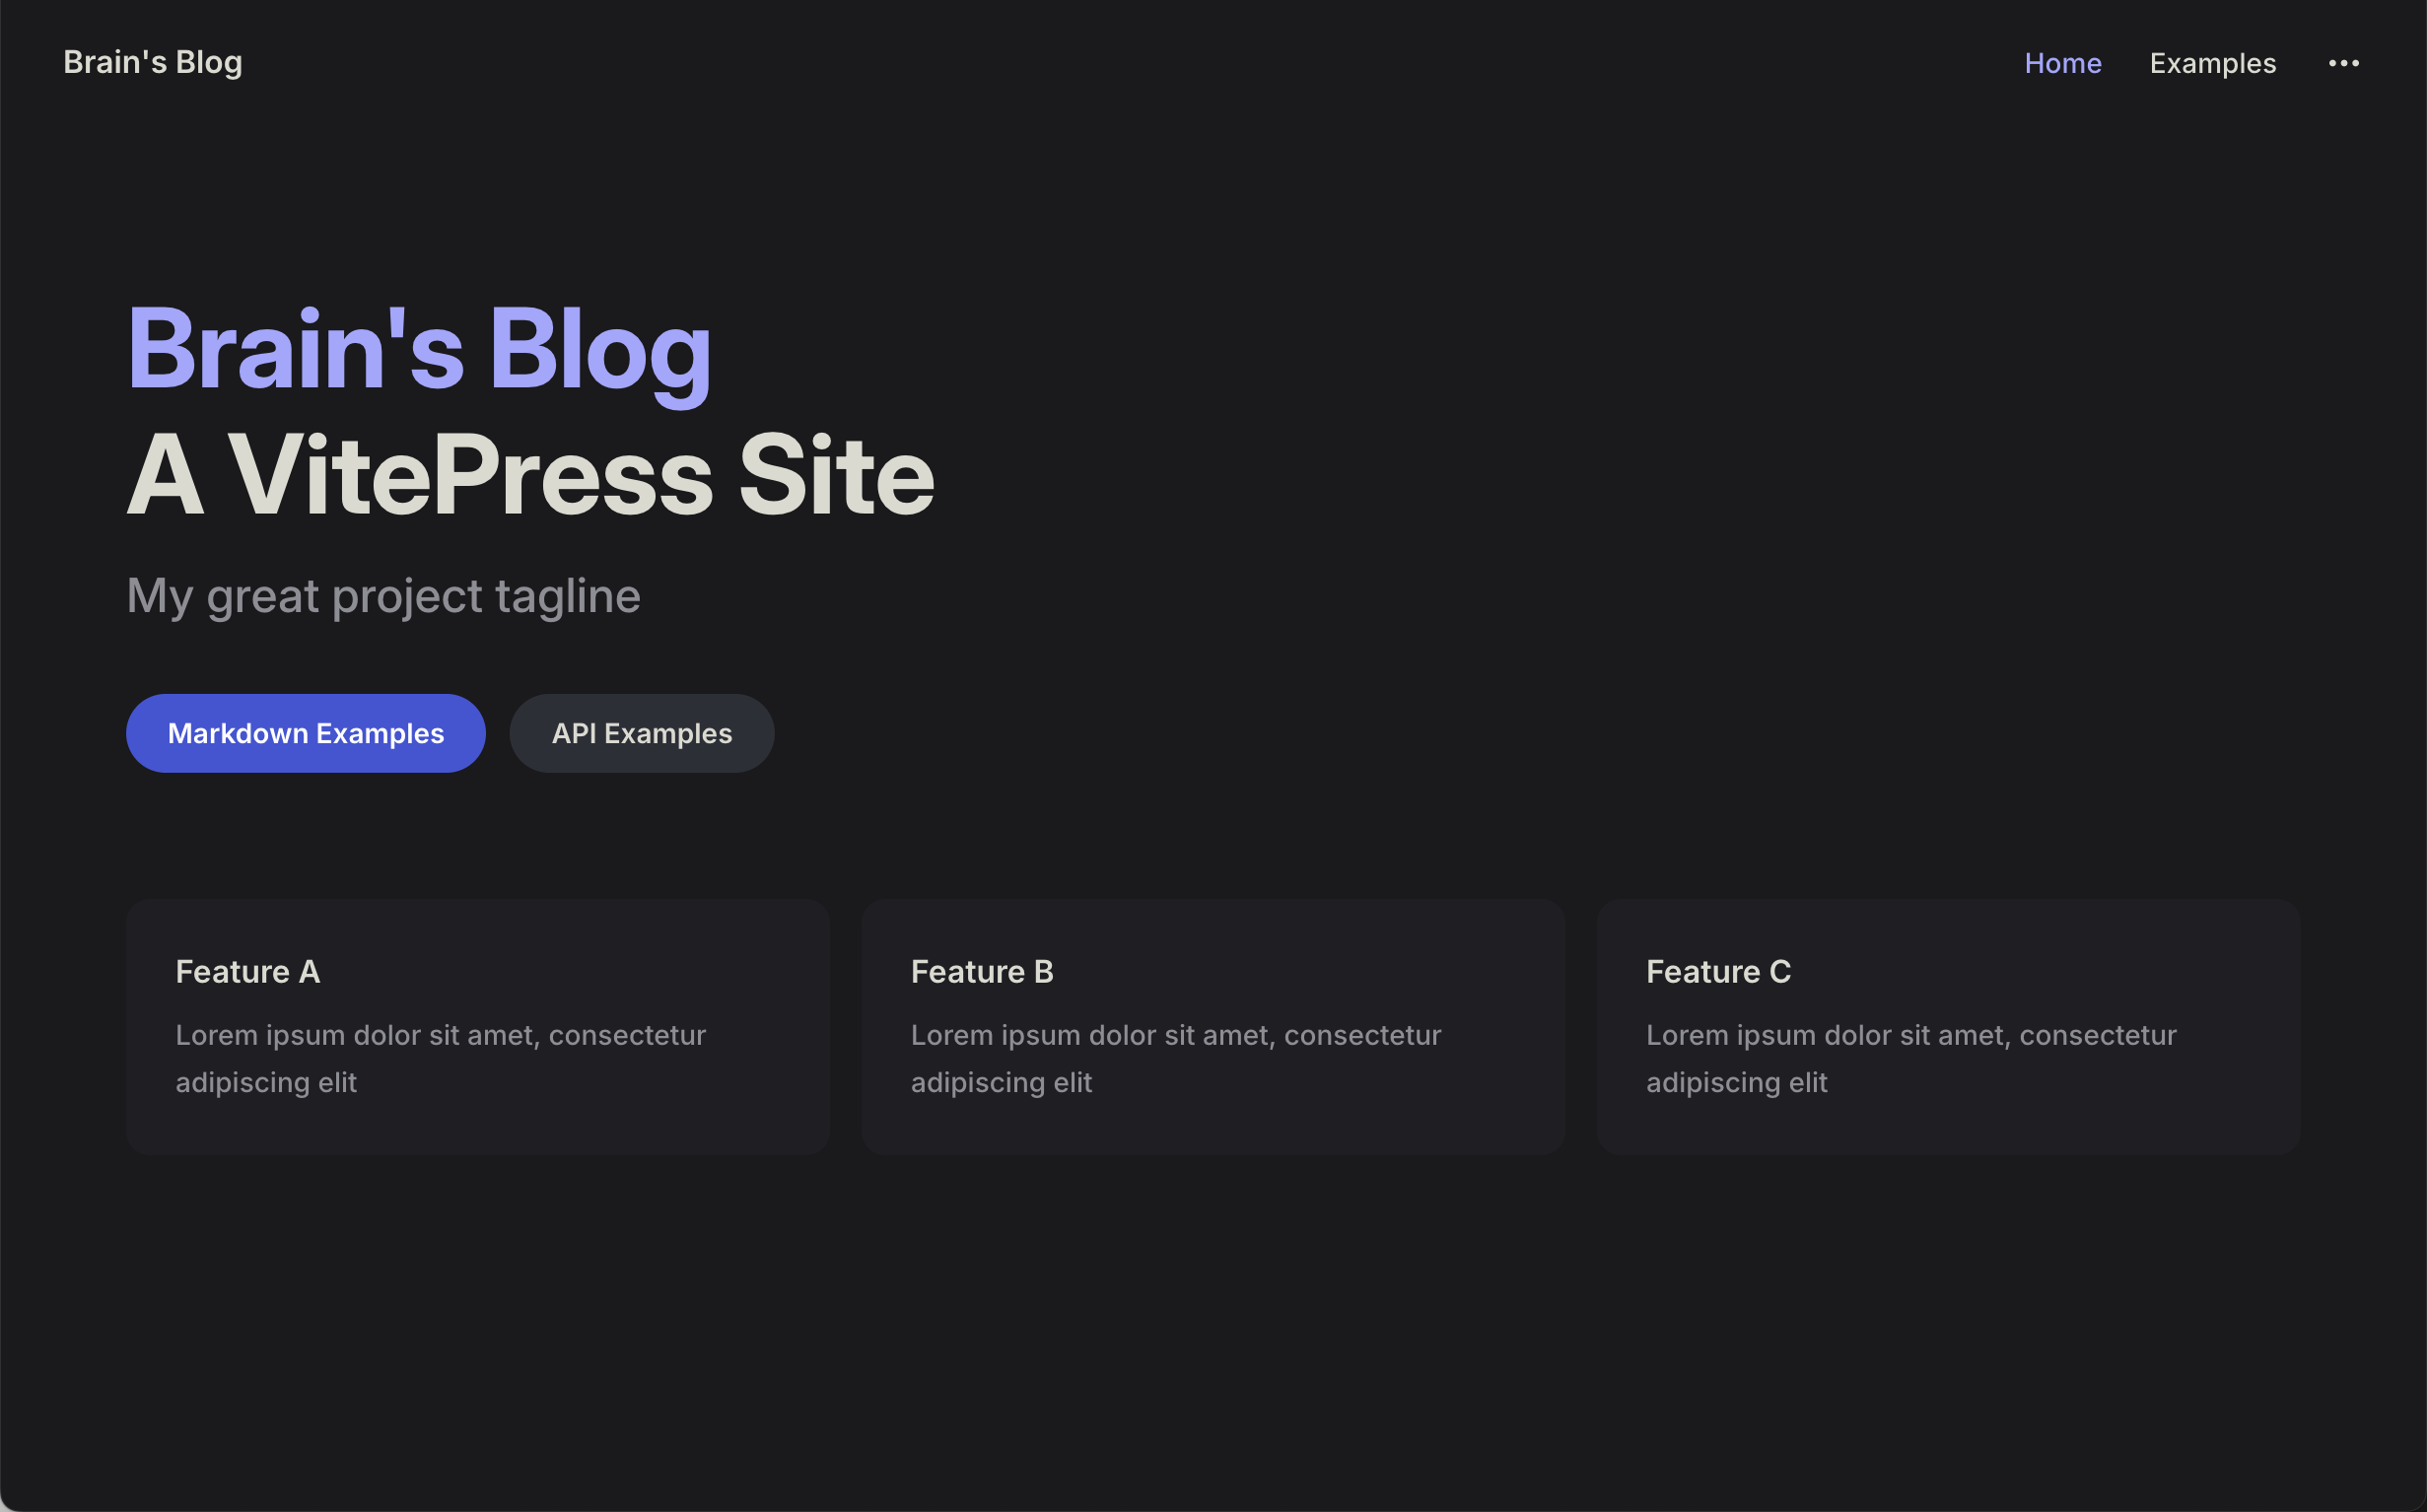 Brain's Blog
Home Examples •••
Brain's Blog
A VitePress Site
My great project tagline
Markdown Examples API Examples
Feature A
Lorem ipsum dolor sit amet, consectetur
adipiscing elit
Feature B
Lorem ipsum dolor sit amet, consectetur
adipiscing elit
Feature C
Lorem ipsum dolor sit amet, consectetur
adipiscing elit